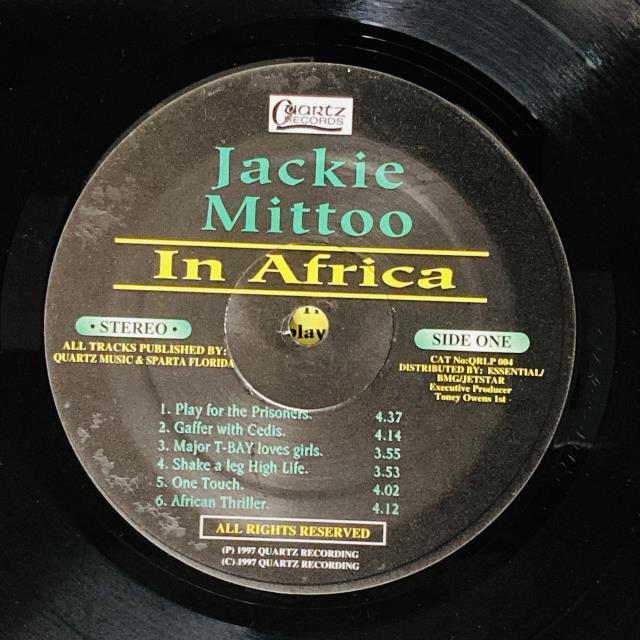 Quartz
RECORDS
Jackie
Mittoo
In Africa
play
• STEREO •
ALL TRACKS PUBLISHED BY:
QUARTZ MUSIC & SPARTA FLORIDA
SIDE ONE
CAT No:QRLP 004
DISTRIBUTED BY: ESSENTIAL/
BMG/JETSTAR
Executive Producer
Toney Owens 1st
1. Play for the Prisoners. 4.37
2. Gaffer with Cedis. 4.14
3. Major T-BAY loves girls. 3.55
4. Shake a leg High Life. 3.53
5. One Touch. 4.02
6. African Thriller. 4.12
ALL RIGHTS RESERVED
(P) 1997 QUARTZ RECORDING
(C) 1997 QUARTZ RECORDING